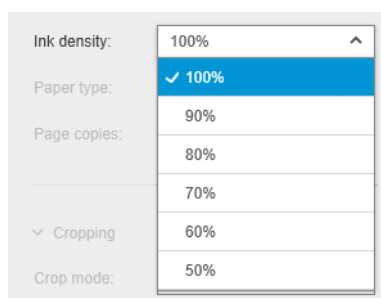 Ink density: 100%
100%
Paper type:
90%
Page copies:
80%
70%
Cropping
60%
Crop mode:
50%